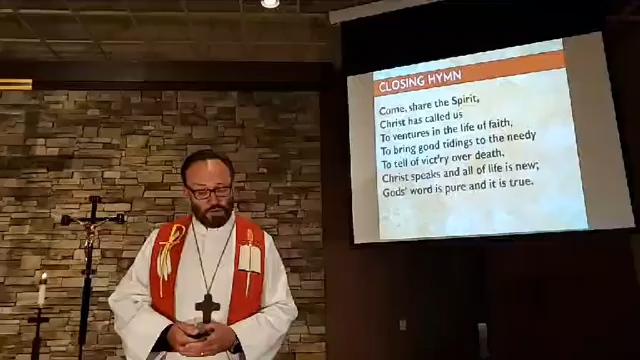 CLOSING HYMN
Come, share the Spirit,
Christ has called us
To ventures in the life of faith,
To bring good tidings to the needy
To tell of vict'ry over death.
Christ speaks and all of life is new;
Gods' word is pure and it is true.